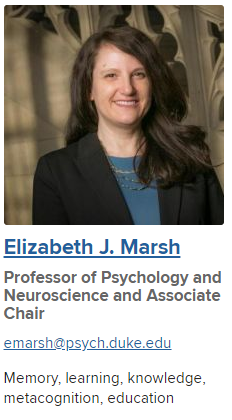 Elizabeth J. Marsh
Professor of Psychology and
Neuroscience and Associate
Chair
emarsh@psych.duke.edu
Memory, learning, knowledge,
metacognition, education